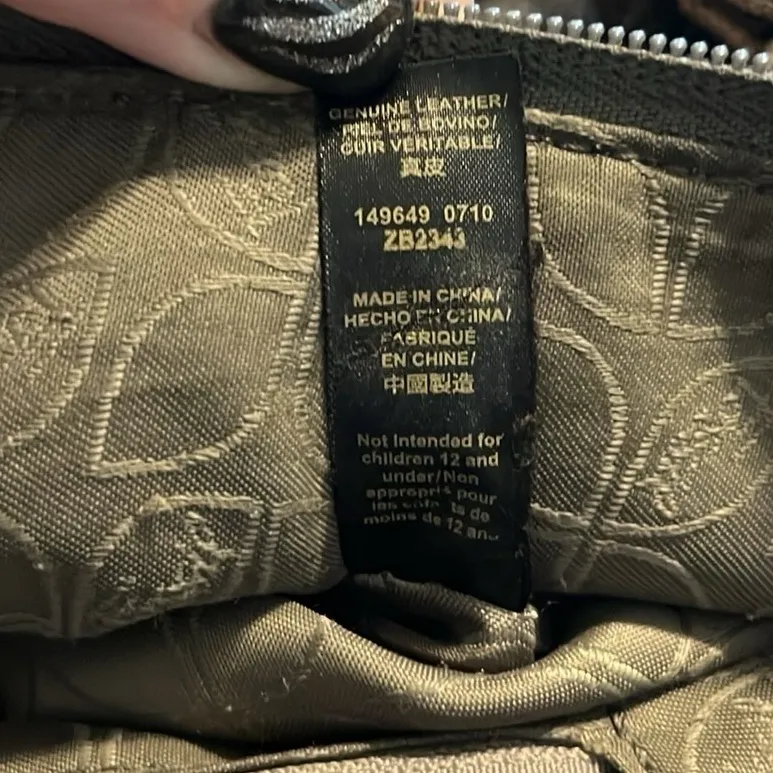 GENUINE LEATHER/
PIEL DE BOVINO/
CUIR VERITABLE/
真皮
149649 0710
ZB2343
MADE IN CHINA/
HECHO EN CHINA/
FABRIQUÉ
EN CHINE/
中國製造
Not Intended for
children 12 and
under/Non
approprié pour
les de
moins de 12 ans